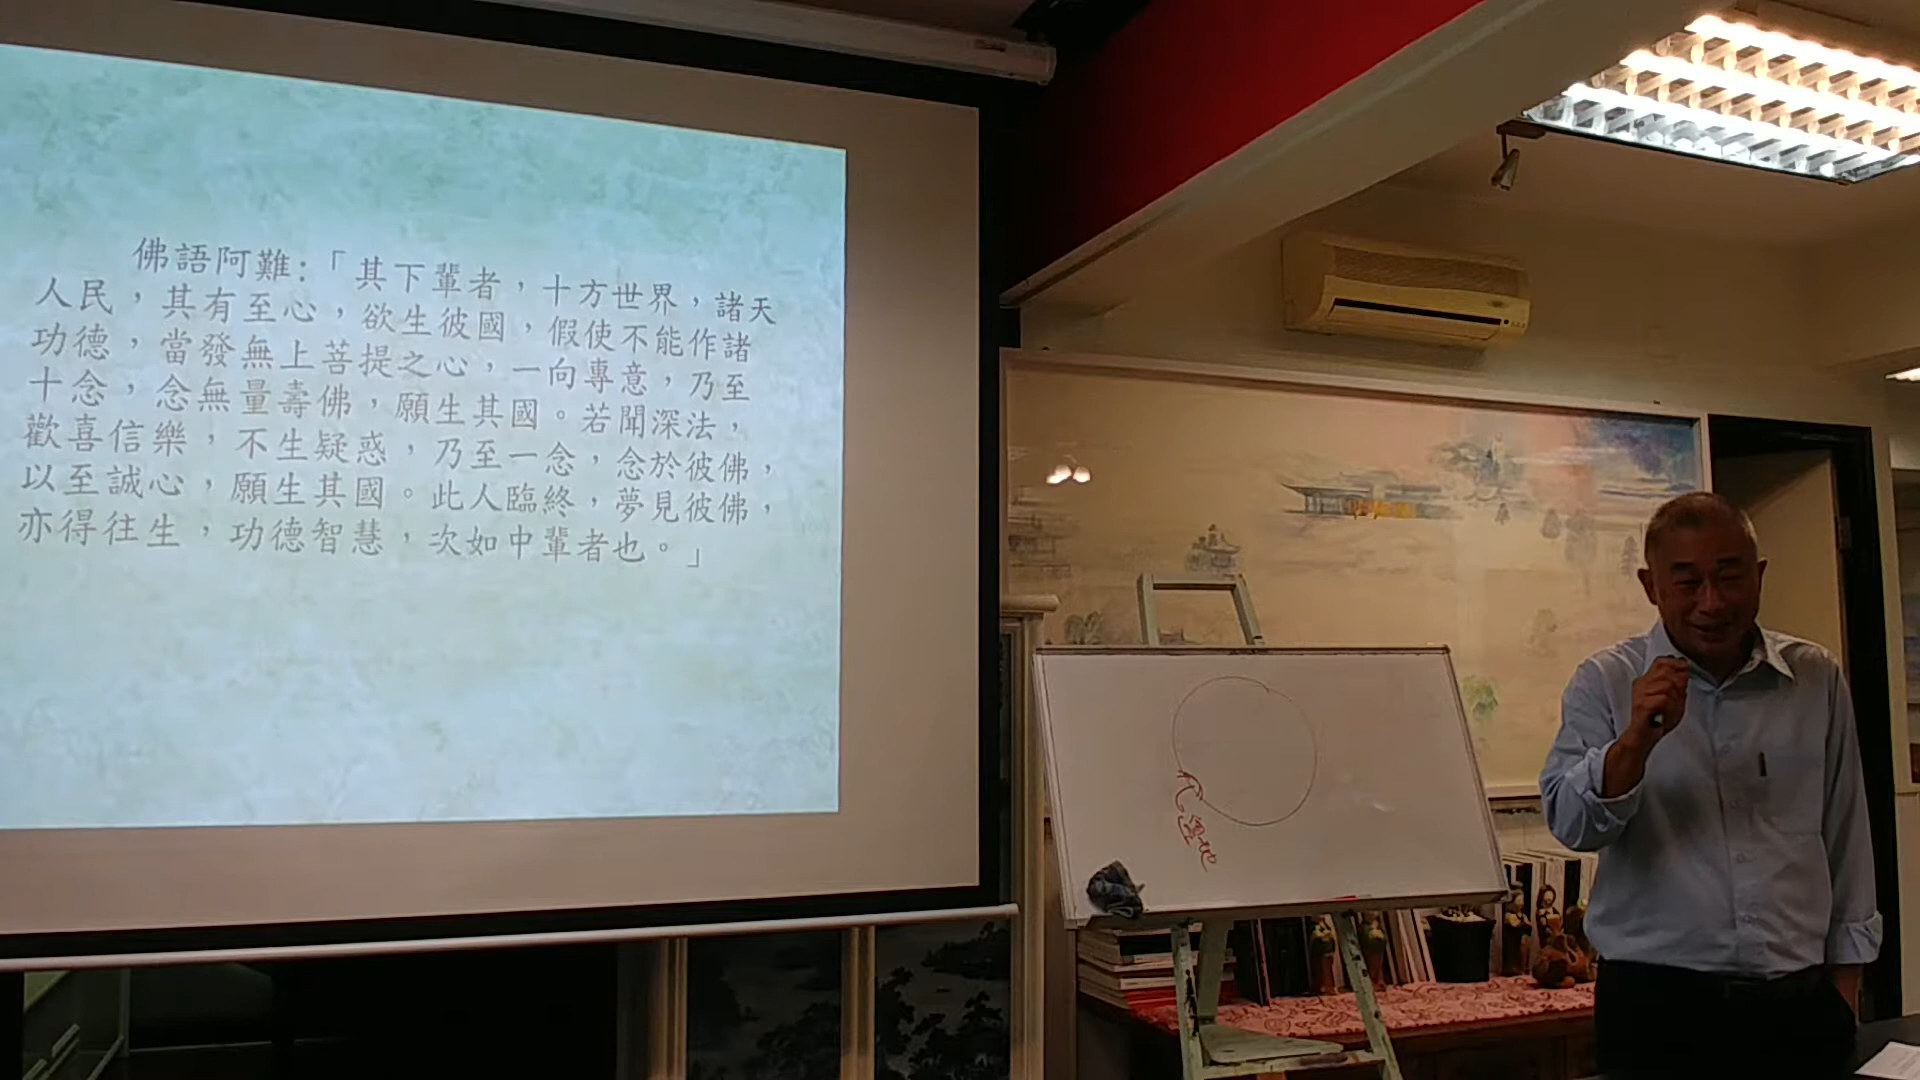 佛語阿難:「其下輩者，十方世界，諸天
人民，其有至心，欲生彼國，假使不能作諸
功德，當發無上菩提之心，一向專意，乃至
十念，念無量壽佛，願生其國。若聞深法，
歡喜信樂，不生疑惑，乃至一念，念於彼佛，
以至誠心，願生其國。此人臨終，夢見彼佛，
亦得往生，功德智慧，次如中輩者也。」